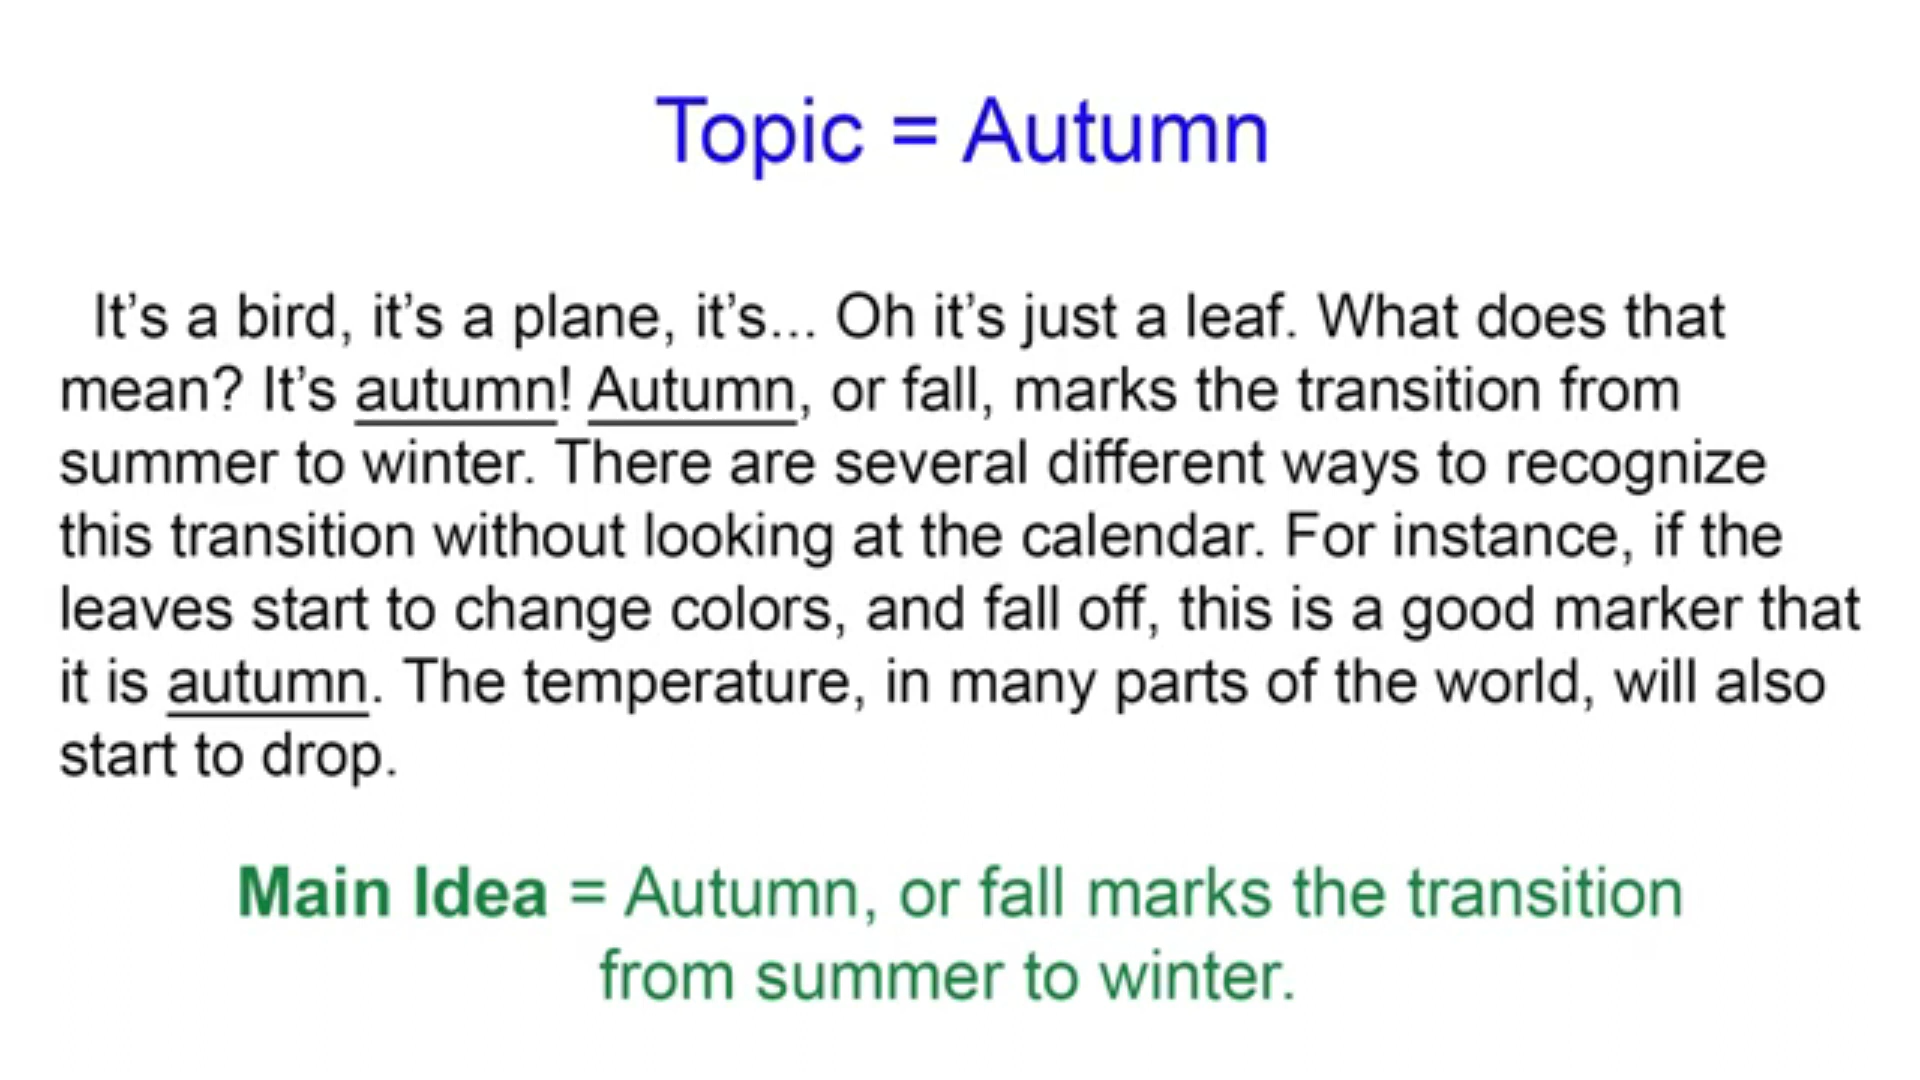 Topic = Autumn
It’s a bird, it’s a plane, it’s... Oh it’s just a leaf. What does that
mean? It’s autumn! Autumn, or fall, marks the transition from
summer to winter. There are several different ways to recognize
this transition without looking at the calendar. For instance, if the
leaves start to change colors, and fall off, this is a good marker that
it is autumn. The temperature, in many parts of the world, will also
start to drop.
Main Idea = Autumn, or fall marks the transition
from summer to winter.